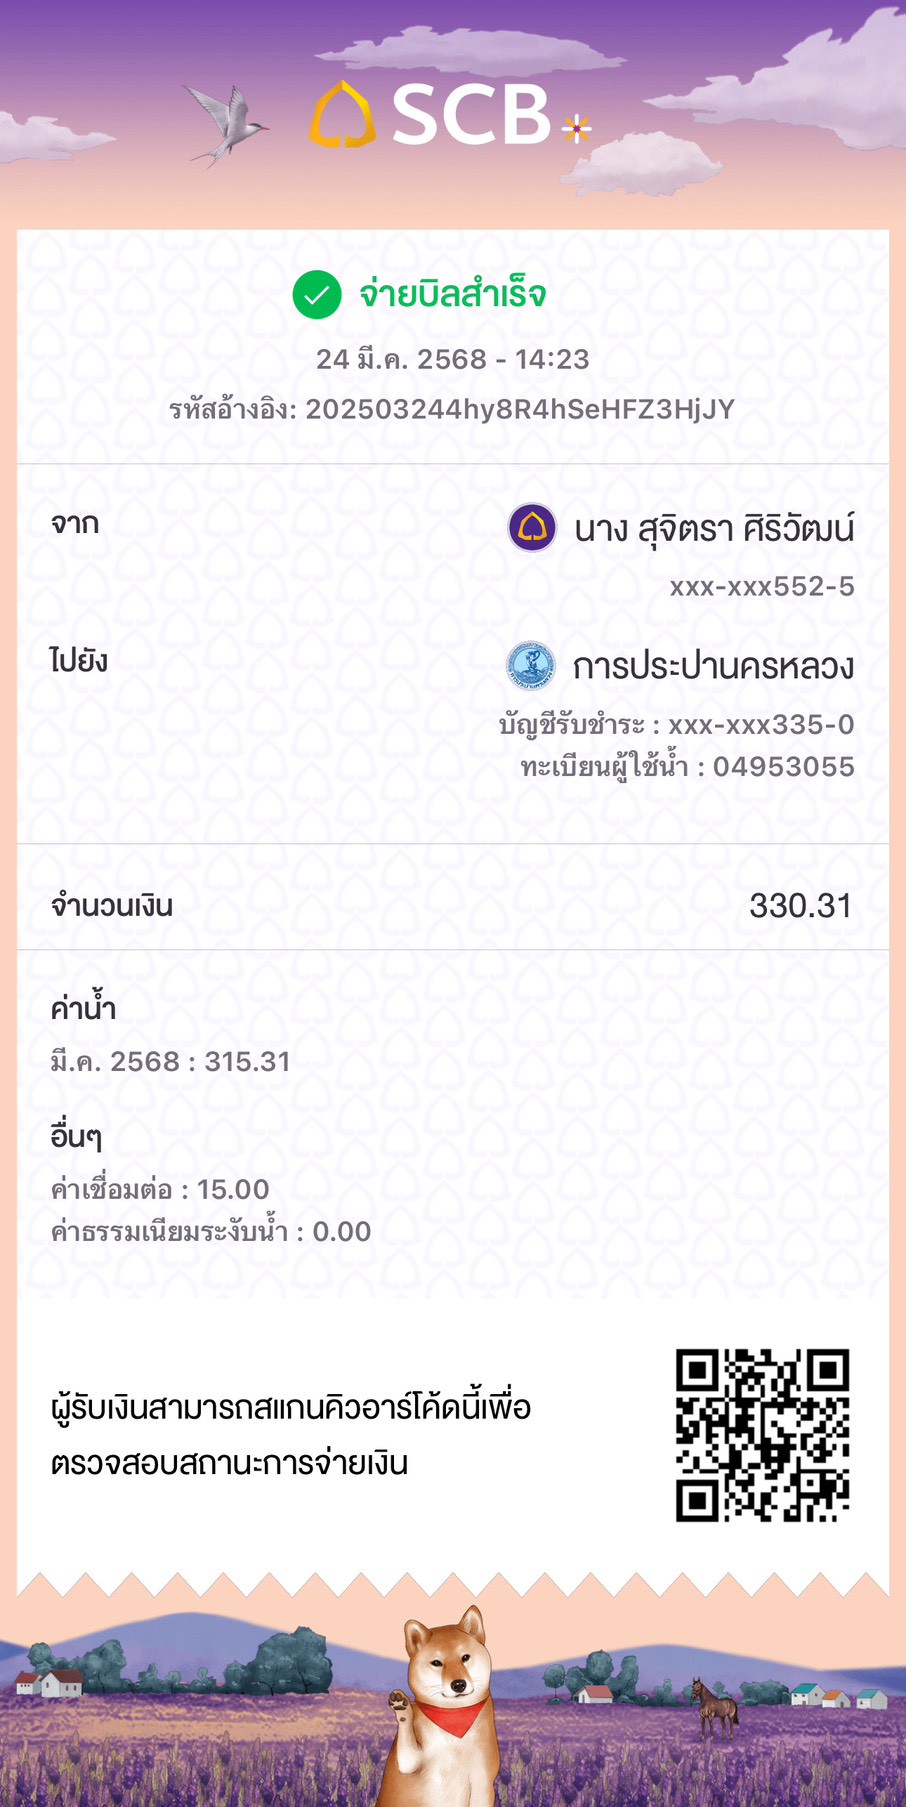 SCB
จ่ายบิลสำเร็จ
24 มี.ค. 2568 - 14:23
รหัสอ้างอิง: 202503244hy8R4hSeHFZ3HjJY
จาก
นาง สุจิตรา ศิริวัฒน์
xxx-xxx552-5
ไปยัง
การประปานครหลวง
บัญชีรับชำระ : xxx-xxx335-0
ทะเบียนผู้ใช้น้ำ : 04953055
จำนวนเงิน 330.31
ค่าน้ำ
มี.ค. 2568 : 315.31
อื่นๆ
ค่าเชื่อมต่อ : 15.00
ค่าธรรมเนียมระงับน้ำ : 0.00
ผู้รับเงินสามารถสแกนคิวอาร์โค้ดนี้เพื่อ
ตรวจสอบสถานะการจ่ายเงิน